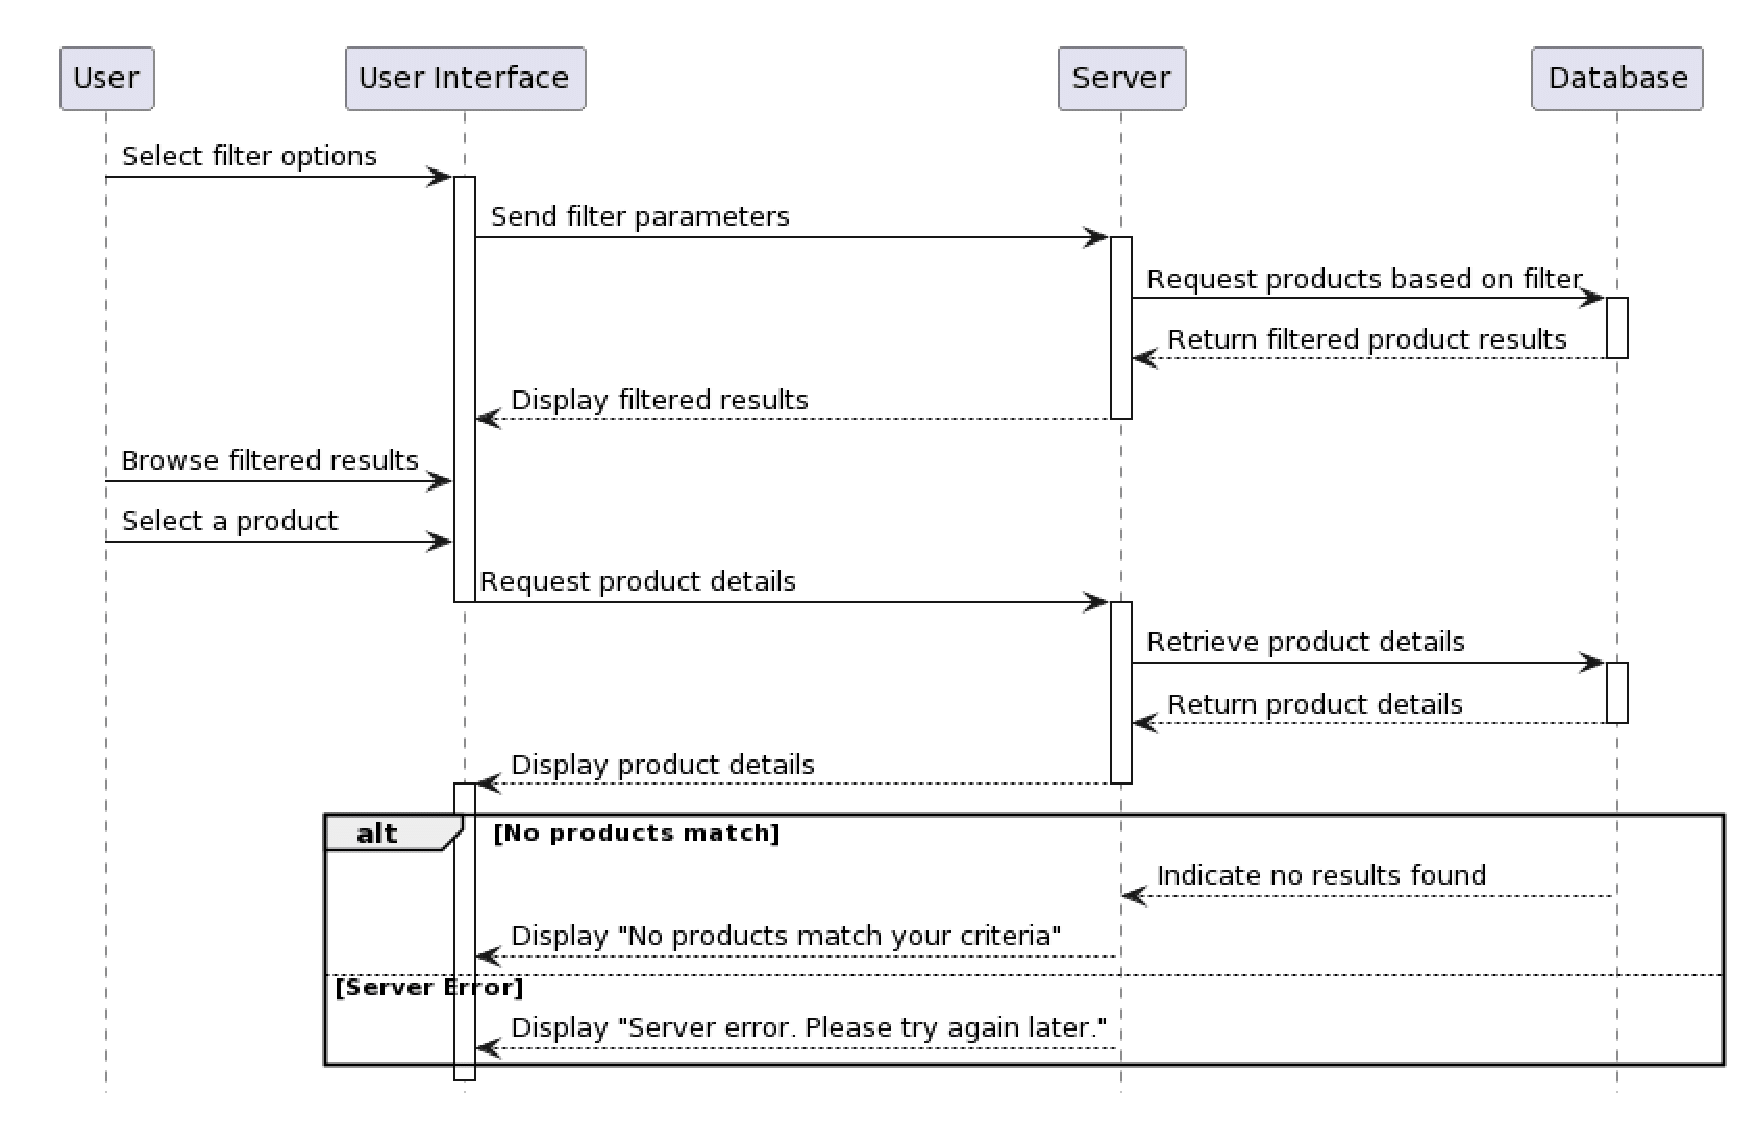 User
User Interface
Server
Database
Select filter options
Send filter parameters
Request products based on filter
Return filtered product results
Display filtered results
Browse filtered results
Select a product
Request product details
Retrieve product details
Return product details
Display product details
alt
[No products match]
Indicate no results found
Display "No products match your criteria"
[Server Error]
Display "Server error. Please try again later."